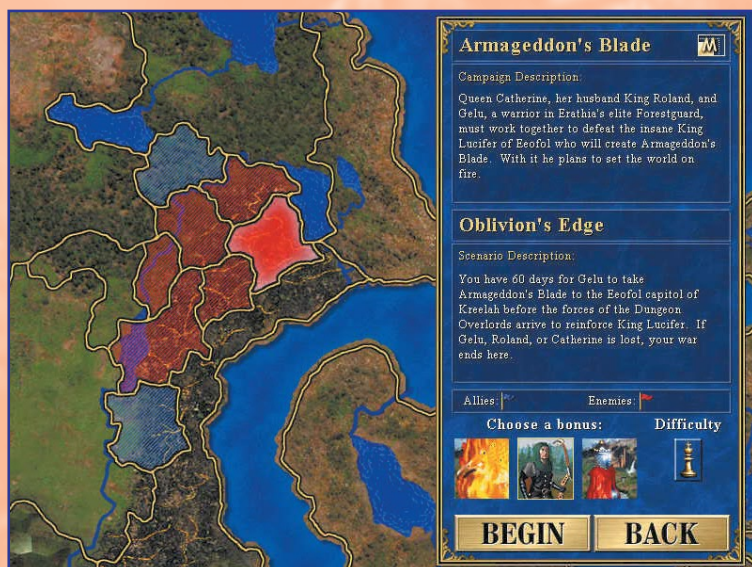 Armageddon's Blade
M
Campaign Description:
Queen Catherine, her husband King Roland, and
Gelu, a warrior in Erathia's elite Forestguard,
must work together to defeat the insane King
Lucifer of Eeofol who will create Armageddon's
Blade. With it he plans to set the world on
fire.
Oblivion's Edge
Scenario Description:
You have 60 days for Gelu to take
Armageddon's Blade to the Eeofol capitol of
Kreelah before the forces of the Dungeon
Overlords arrive to reinforce King Lucifer. If
Gelu, Roland, or Catherine is lost, your war
ends here.
Allies: Enemies:
Choose a bonus: Difficulty
BEGIN BACK